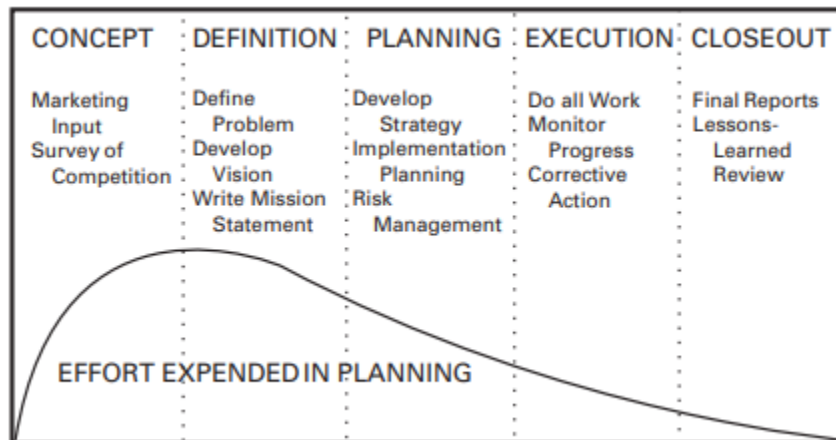 CONCEPT
Marketing
Input
Survey of
Competition
DEFINITION
Define
Problem
Develop
Vision
Write Mission
Statement
PLANNING
Develop
Strategy
Implementation
Planning
Risk
Management
EXECUTION
Do all Work
Monitor
Progress
Corrective
Action
CLOSEOUT
Final Reports
Lessons-
Learned
Review
EFFORT EXPENDED IN PLANNING